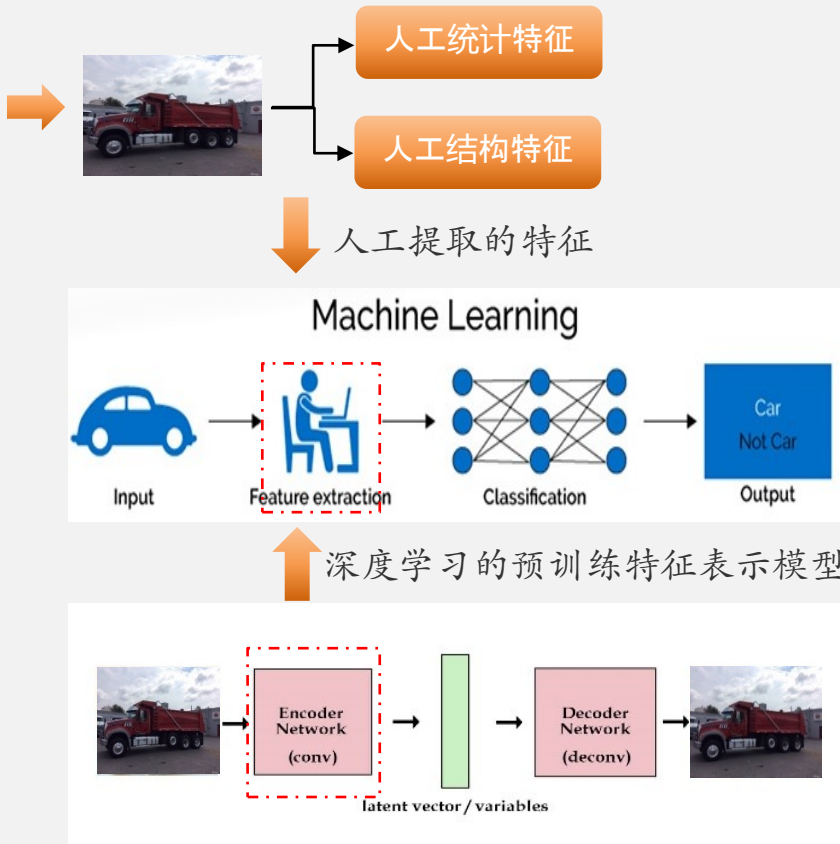 人工统计特征
人工结构特征
人工提取的特征
Machine Learning
Car
Not Car
Input
Feature extraction
Classification
Output
深度学习的预训练特征表示模型
Encoder
Network
(conv)
Decoder
Network
(deconv)
latent vector / variables